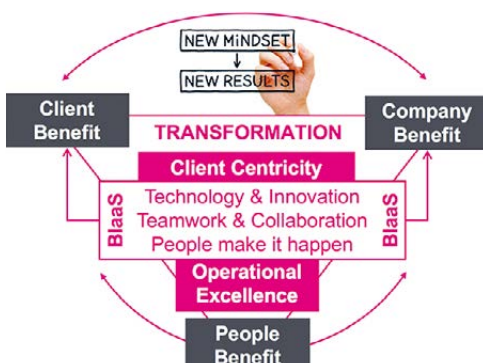 NEW MiNDSET
NEW RESULTS
Client
Benefit
Company
Benefit
TRANSFORMATION
Client Centricity
BIaaS
Technology & Innovation
Teamwork & Collaboration
People make it happen
BIaaS
Operational
Excellence
People
Benefit